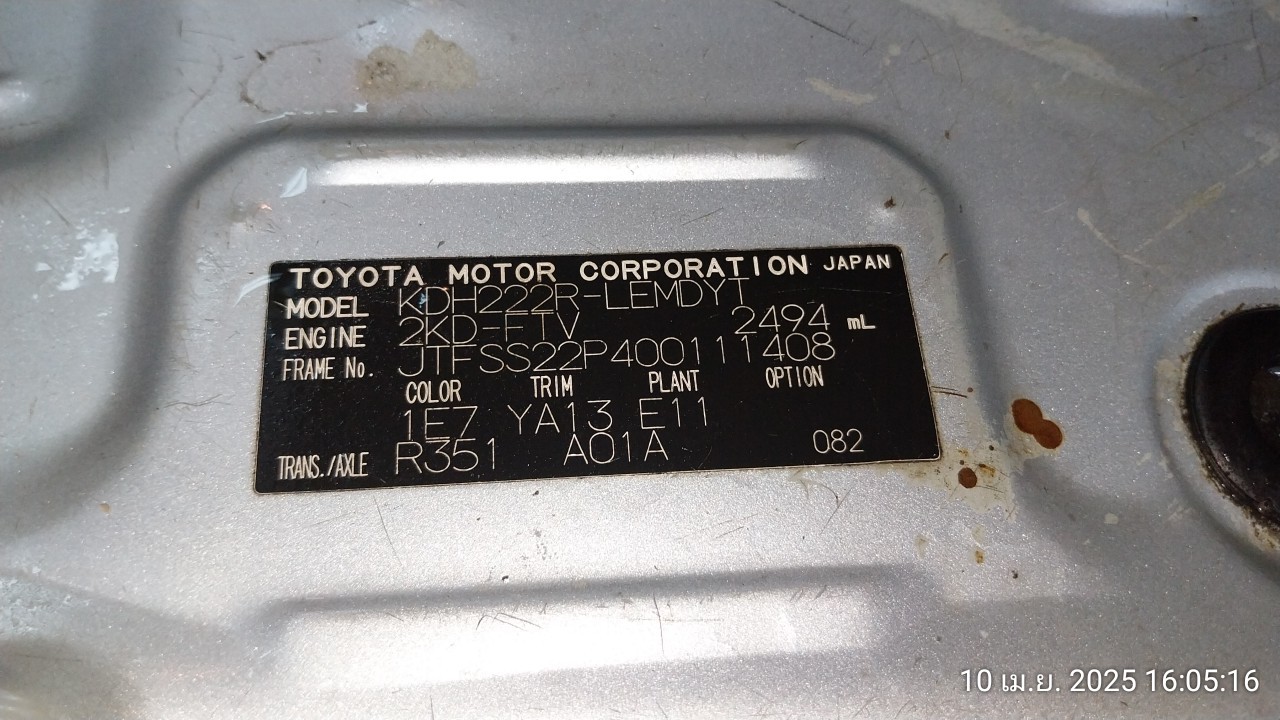 TOYOTA MOTOR CORPORATION JAPAN
MODEL KDH222R-LEMDYT
ENGINE 2KD-FTV 2494 mL
FRAME No. JTFSS22P400111408
COLOR TRIM PLANT OPTION
1E7 YA13 E11
TRANS./AXLE R351 A01A 082
10 เม.ย. 2025 16:05:16